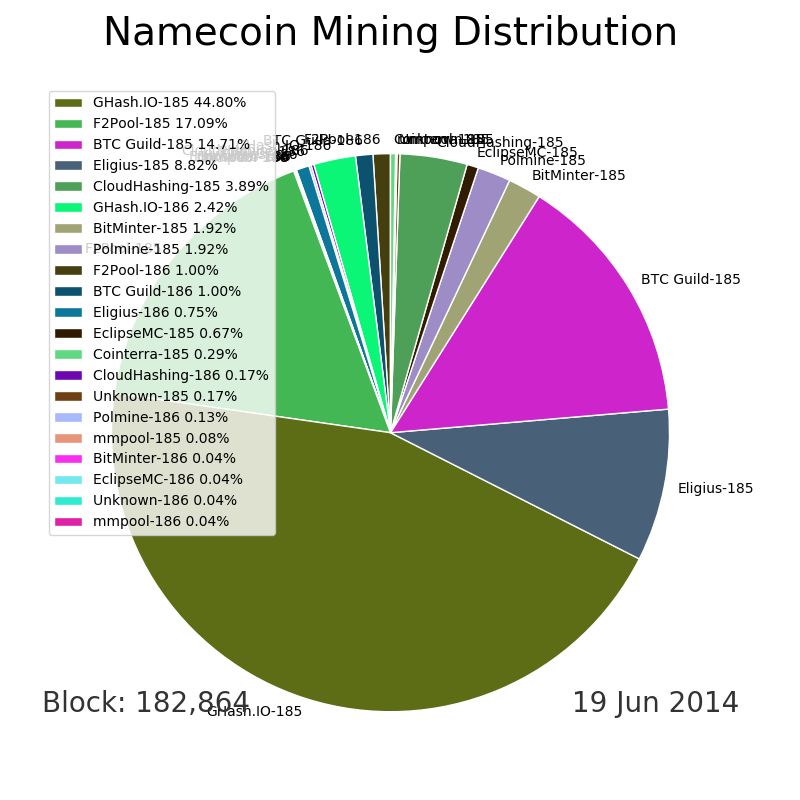 Namecoin Mining Distribution
GHash.IO-185 44.80%
F2Pool-185 17.09%
BTC Guild-185 14.71%
Eligius-185 8.82%
CloudHashing-185 3.89%
GHash.IO-186 2.42%
BitMinter-185 1.92%
Polmine-185 1.92%
F2Pool-186 1.00%
BTC Guild-186 1.00%
Eligius-186 0.75%
EclipseMC-185 0.67%
Cointerra-185 0.29%
CloudHashing-186 0.17%
Unknown-185 0.17%
Polmine-186 0.13%
mmpool-185 0.08%
BitMinter-186 0.04%
EclipseMC-186 0.04%
Unknown-186 0.04%
mmpool-186 0.04%
BTC Guild-186
F2Pool-186
CloudHashing-185
EclipseMC-185
Polmine-185
BitMinter-185
BTC Guild-185
Eligius-185
GHash.IO-185
Block: 182,864
19 Jun 2014